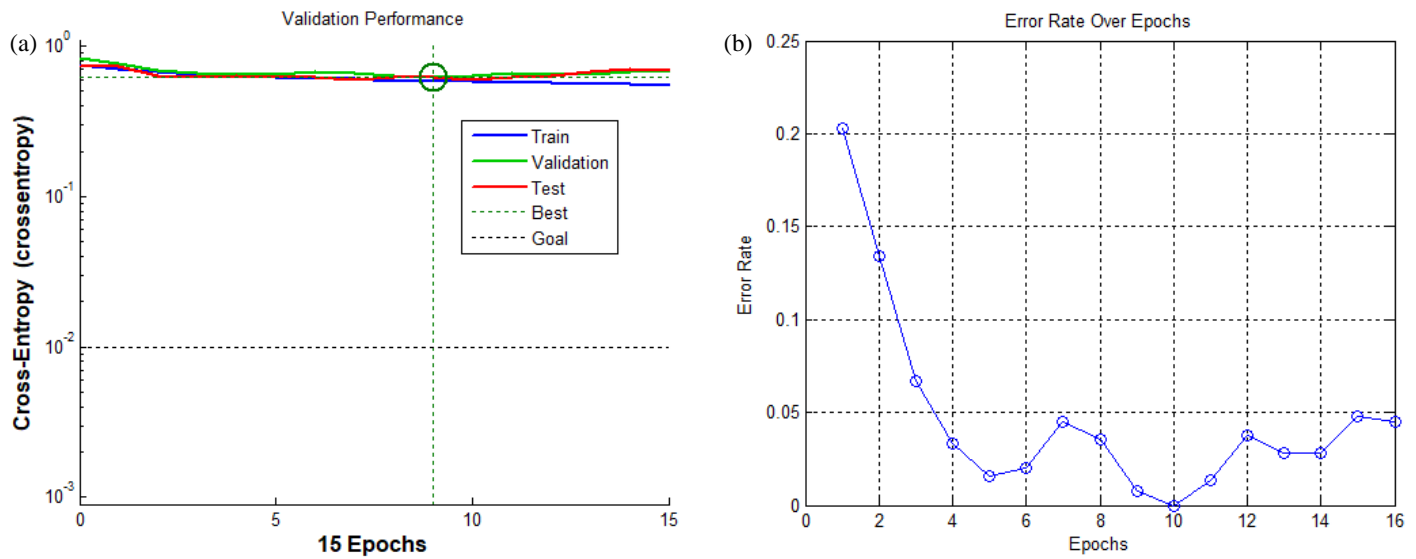 (a)
Validation Performance
10^0
10^-1
10^-2
10^-3
Cross-Entropy (crossentropy)
Train
Validation
Test
Best
Goal
0 5 10 15
15 Epochs
(b)
Error Rate Over Epochs
0.25
0.2
0.15
0.1
0.05
0
Error Rate
0 2 4 6 8 10 12 14 16
Epochs